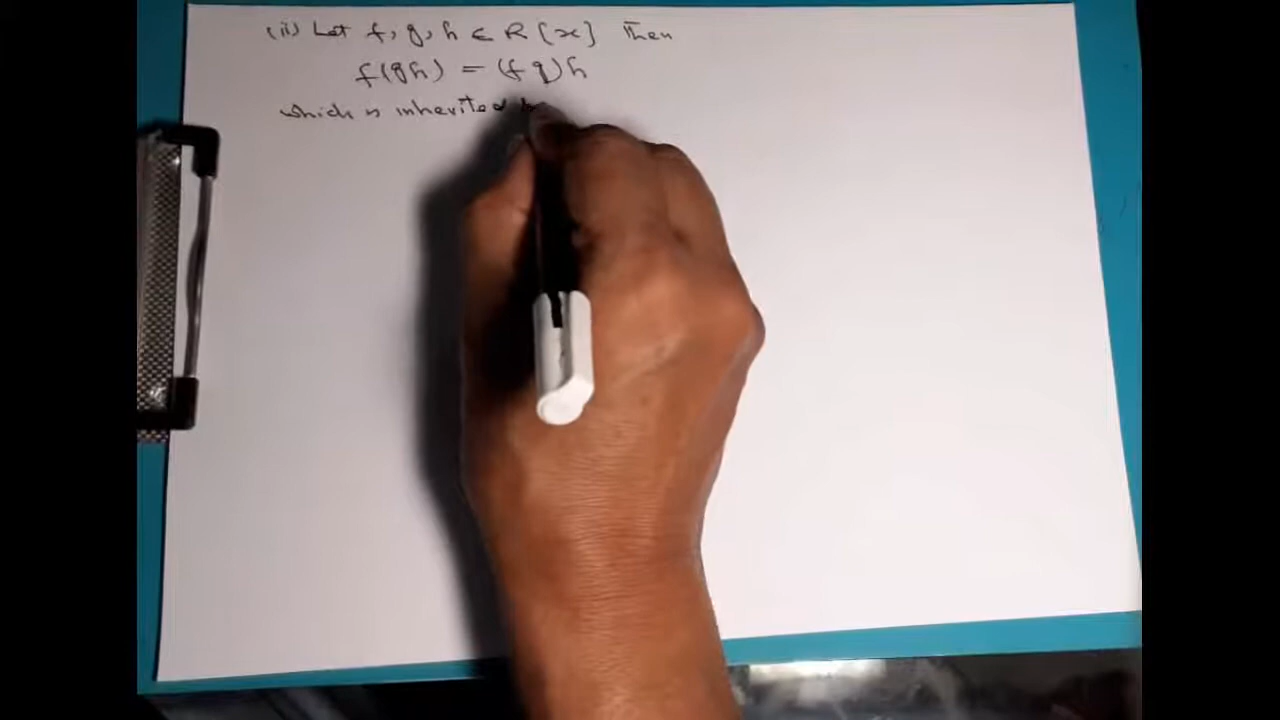 (ii) Let f, g, h ∈ R[x] Then
f(gh) = (fg)h
which is inherited